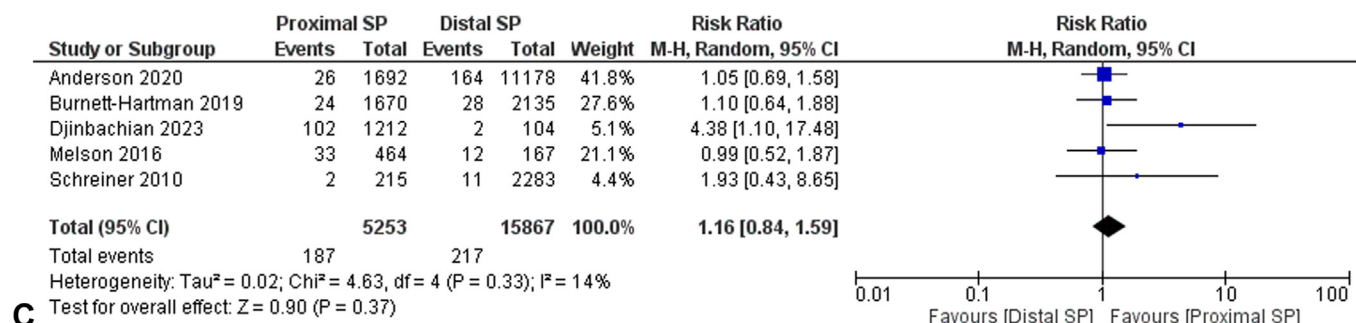 Proximal SP Distal SP Risk Ratio Risk Ratio
Study or Subgroup Events Total Events Total Weight M-H, Random, 95% CI M-H, Random, 95% CI
Anderson 2020 26 1692 164 11178 41.8% 1.05 [0.69, 1.58]
Burnett-Hartman 2019 24 1670 28 2135 27.6% 1.10 [0.64, 1.88]
Djinbachian 2023 102 1212 2 104 5.1% 4.38 [1.10, 17.48]
Melson 2016 33 464 12 167 21.1% 0.99 [0.52, 1.87]
Schreiner 2010 2 215 11 2283 4.4% 1.93 [0.43, 8.65]
Total (95% CI) 5253 15867 100.0% 1.16 [0.84, 1.59]
Total events 187 217
Heterogeneity: Tau² = 0.02; Chi² = 4.63, df = 4 (P = 0.33); I² = 14%
Test for overall effect: Z = 0.90 (P = 0.37)
0.01 0.1 1 10 100
Favours [Distal SP] Favours [Proximal SP]
C